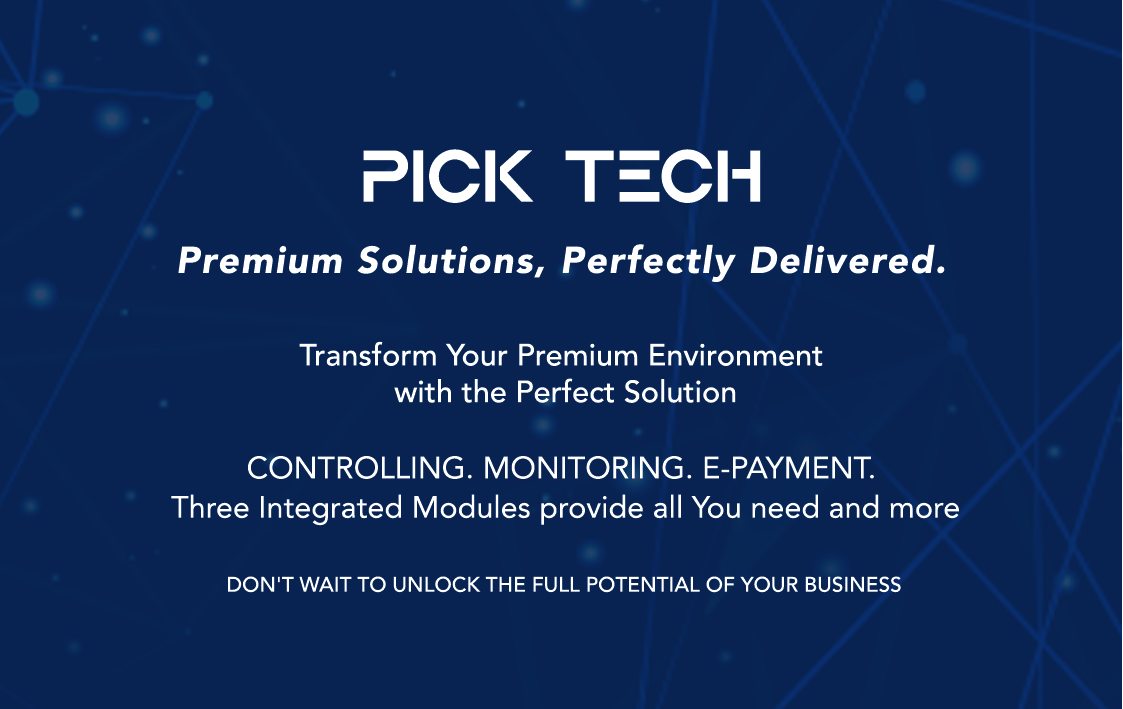 PICK TECH
Premium Solutions, Perfectly Delivered.
Transform Your Premium Environment
with the Perfect Solution
CONTROLLING. MONITORING. E-PAYMENT.
Three Integrated Modules provide all You need and more
DON'T WAIT TO UNLOCK THE FULL POTENTIAL OF YOUR BUSINESS